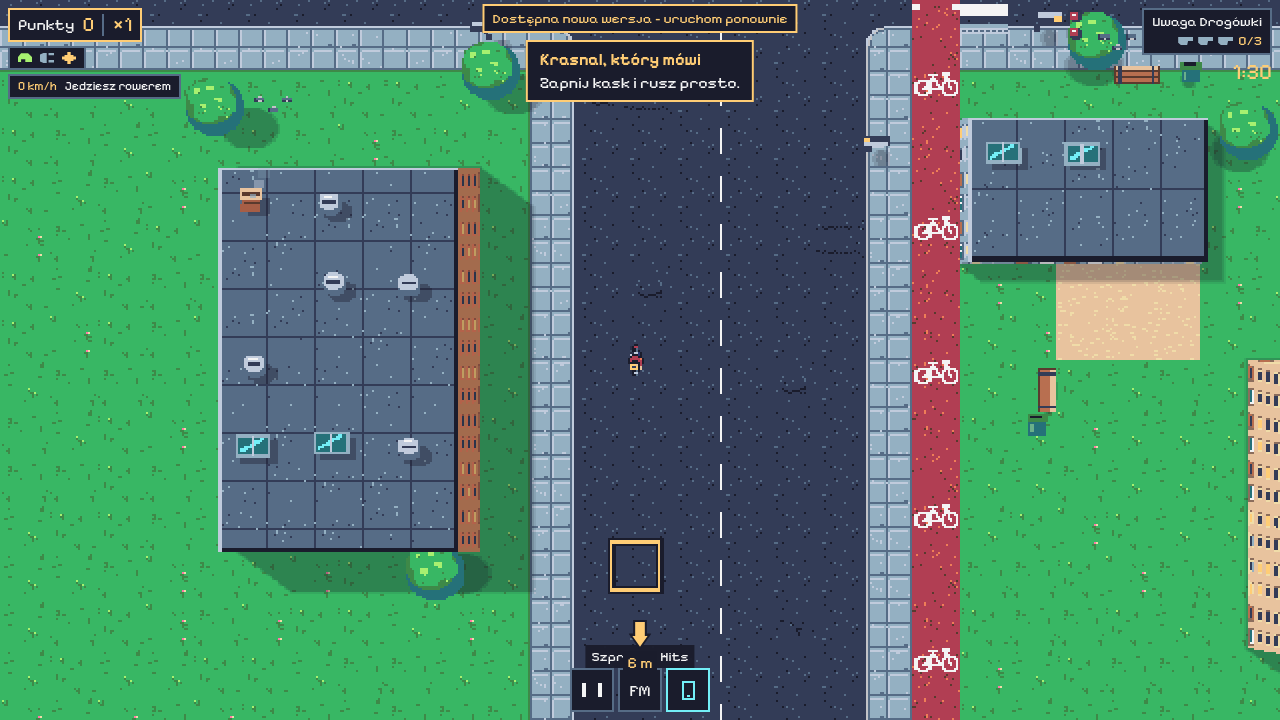 Punkty 0 ×1
0 km/h Jedziesz rowerem
Dostępna nowa wersja - uruchom ponownie
Krasnal, który mówi
Zapnij kask i rusz prosto.
Uwaga Drogówki
0/3
1:30
6 m
Hits
FM